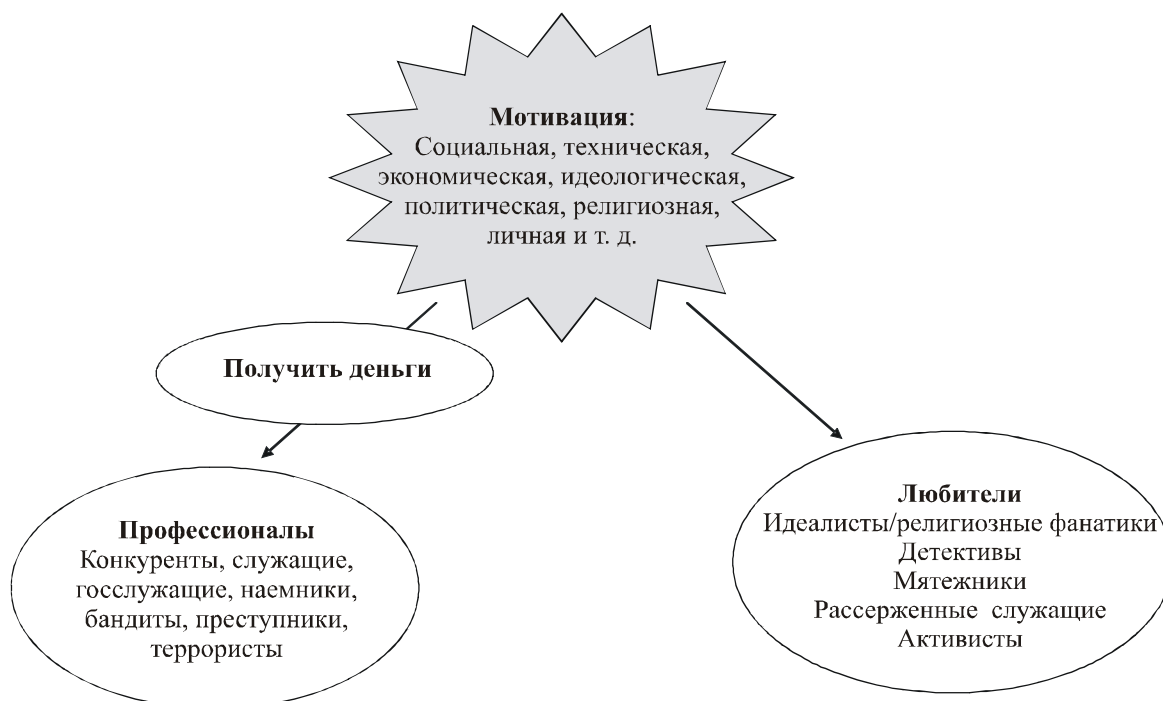 Мотивация:
Социальная, техническая,
экономическая, идеологическая,
политическая, религиозная,
личная и т. д.
Получить деньги
Профессионалы
Конкуренты, служащие,
госслужащие, наемники,
бандиты, преступники,
террористы
Любители
Идеалисты/религиозные фанатики
Детективы
Мятежники
Рассерженные служащие
Активисты